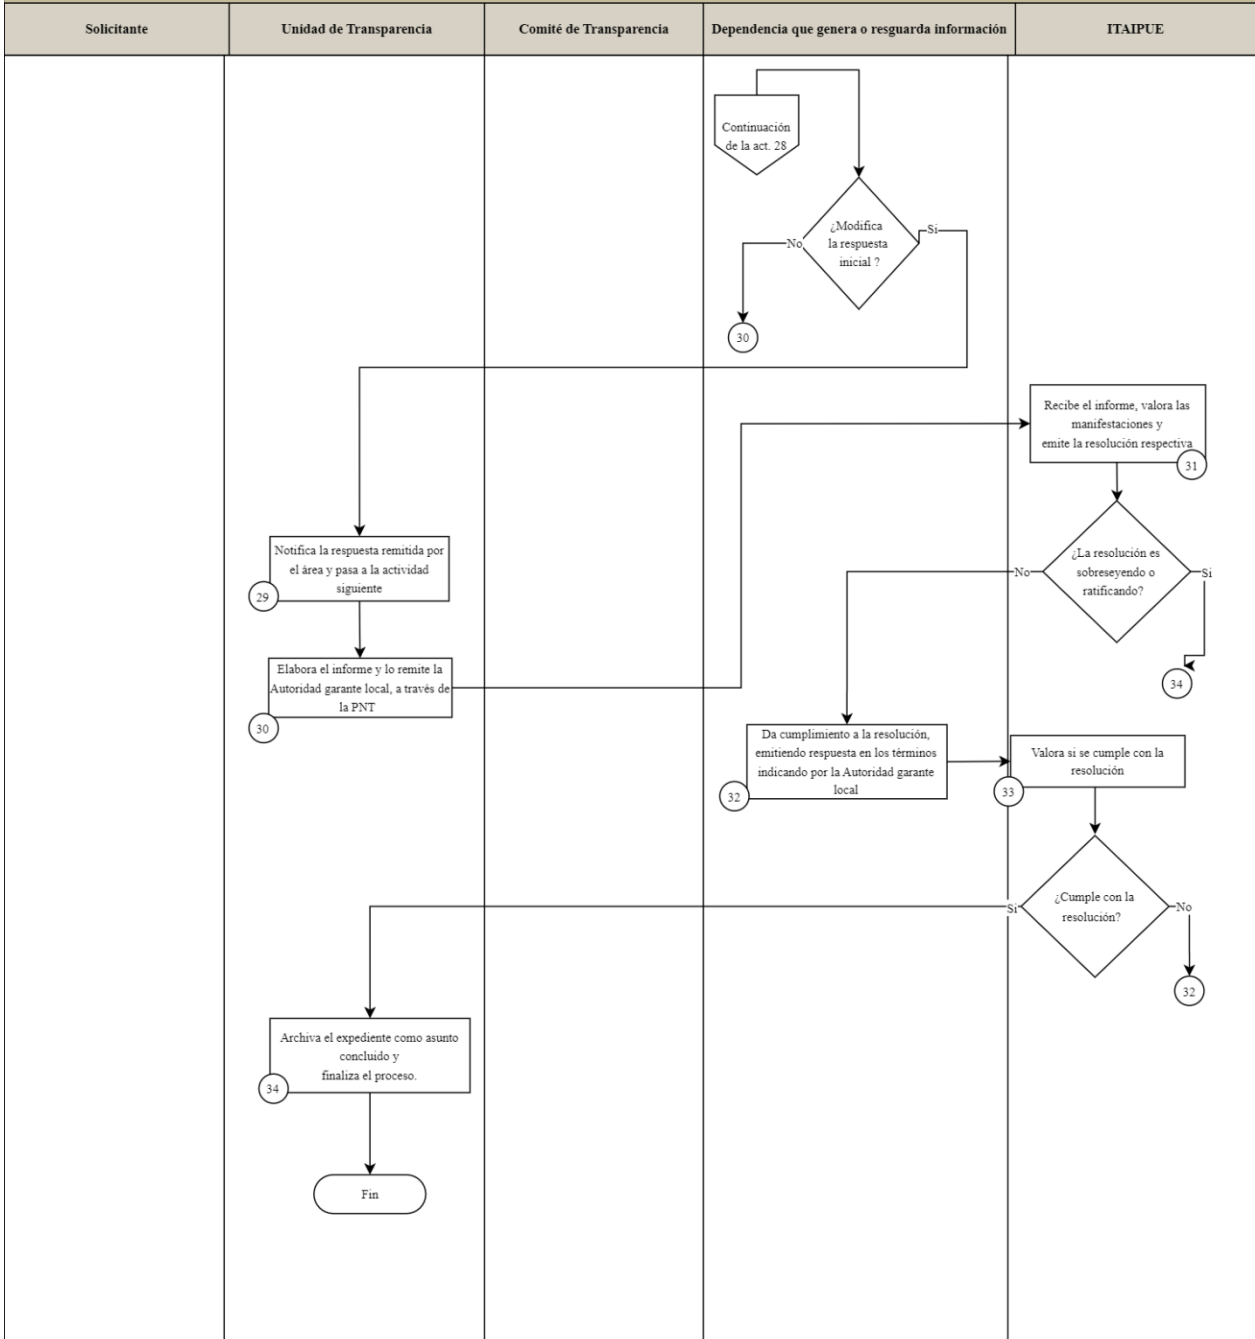 Solicitante
Unidad de Transparencia
Comité de Transparencia
Dependencia que genera o resguarda información
ITAIPUE
Continuación
de la act. 28
¿Modifica
la respuesta
inicial ?
No
Si
30
Recibe el informe, valora las
manifestaciones y
emite la resolución respectiva
31
¿La resolución es
sobreseyendo o
ratificando?
No
Si
34
Notifica la respuesta remitida por
el área y pasa a la actividad
siguiente
29
Elabora el informe y lo remite la
Autoridad garante local, a través de
la PNT
30
Da cumplimiento a la resolución,
emitiendo respuesta en los términos
indicando por la Autoridad garante
local
32
Valora si se cumple con la
resolución
33
¿Cumple con la
resolución?
Si
No
32
Archiva el expediente como asunto
concluido y
finaliza el proceso.
34
Fin